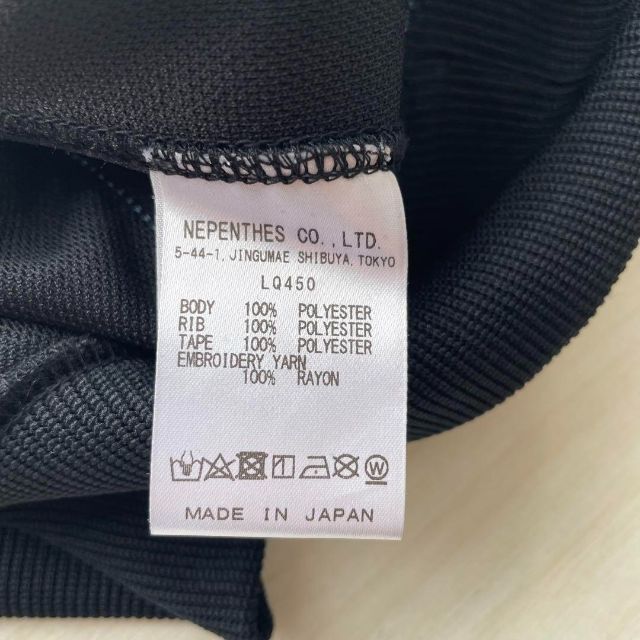 NEPENTHES CO., LTD.
5-44-1, JINGUMAE SHIBUYA, TOKYO
LQ450
BODY 100% POLYESTER
RIB 100% POLYESTER
TAPE 100% POLYESTER
EMBROIDERY YARN
100% RAYON
W
MADE IN JAPAN